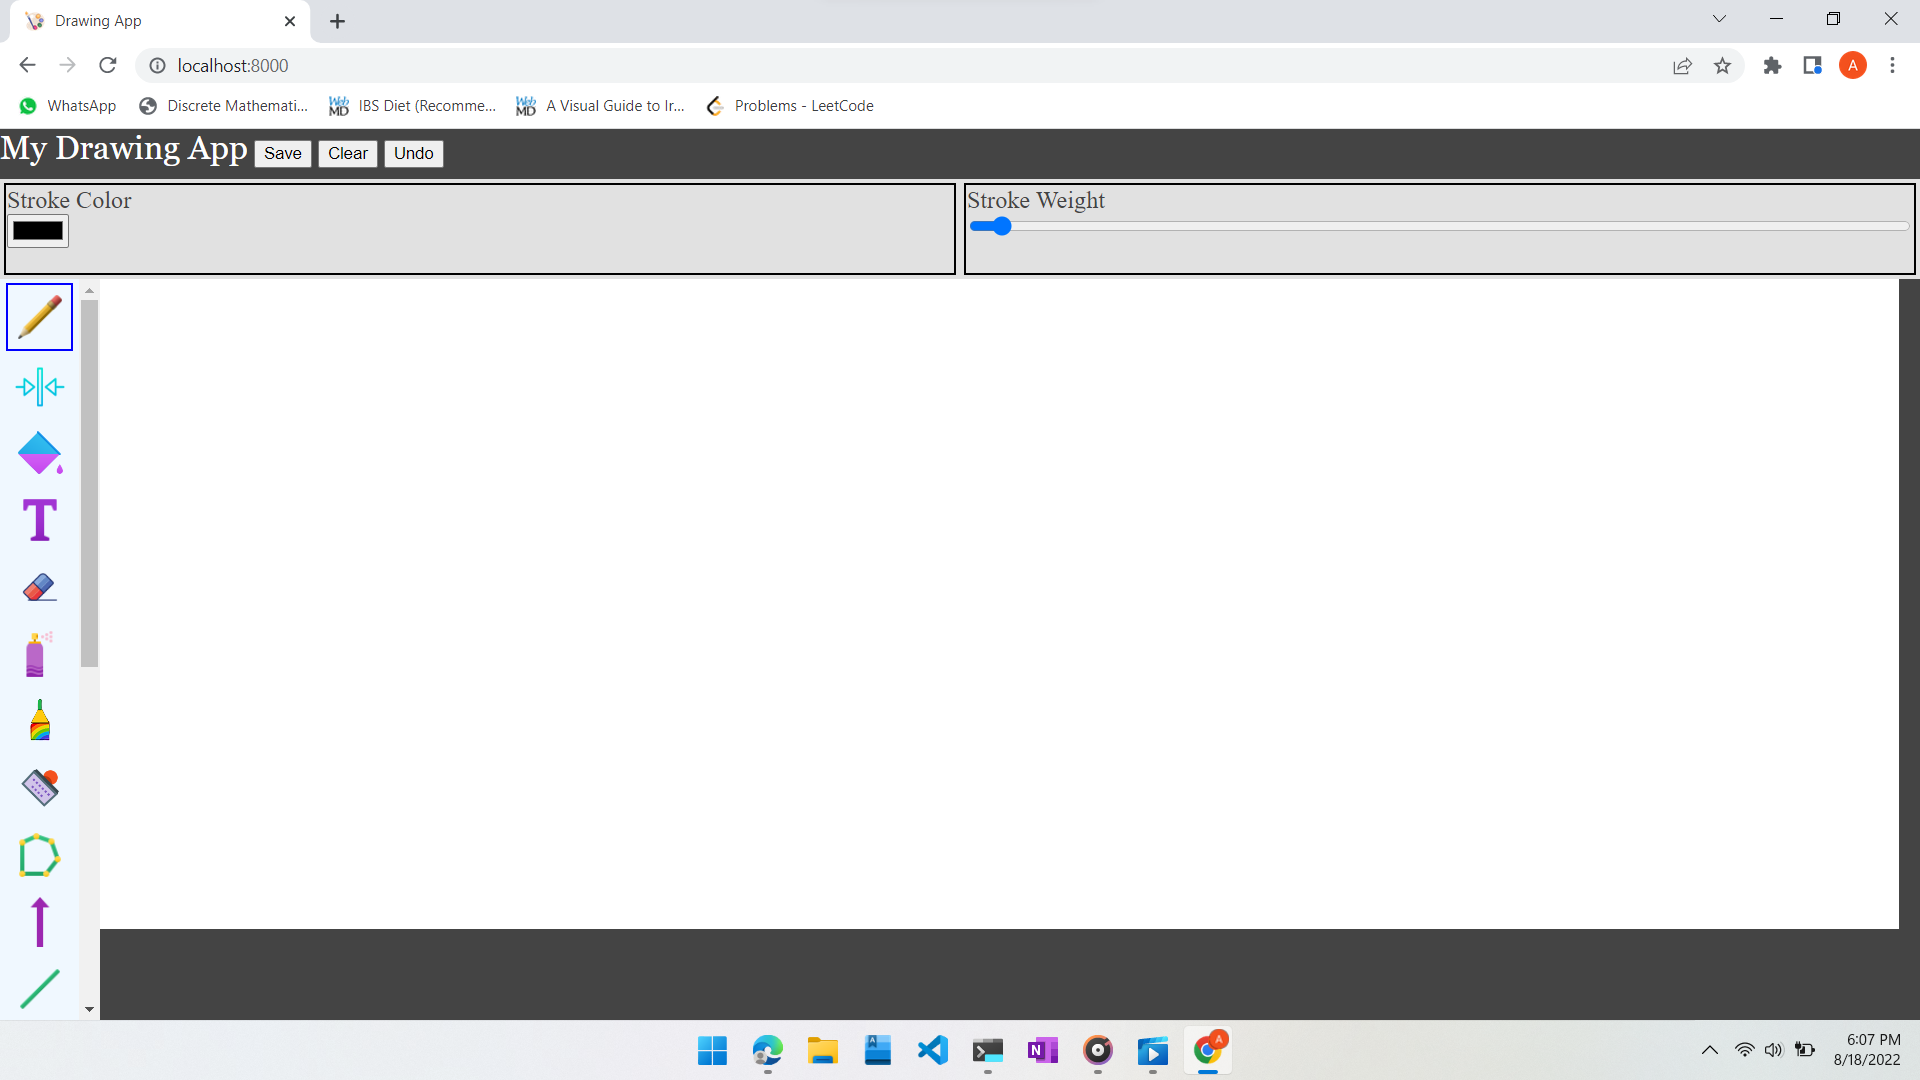 Drawing App
localhost:8000
A
WhatsApp
Discrete Mathemati...
IBS Diet (Recomme...
A Visual Guide to Ir...
Problems - LeetCode
My Drawing App Save Clear Undo
Stroke Color
Stroke Weight
T
6:07 PM
8/18/2022